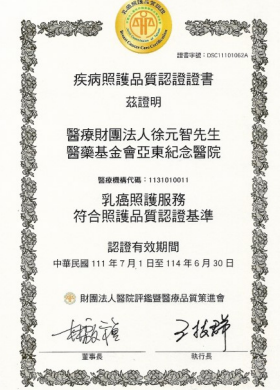 證書字號：DSC11101062A
疾病照護品質認證證書
茲證明
醫療財團法人徐元智先生
醫藥基金會亞東紀念醫院
醫療機構代碼：1131010011
乳癌照護服務
符合照護品質認證基準
認證有效期間
中華民國 111 年 7 月 1 日至 114 年 6 月 30 日
財團法人醫院評鑑暨醫療品質策進會
董事長
執行長